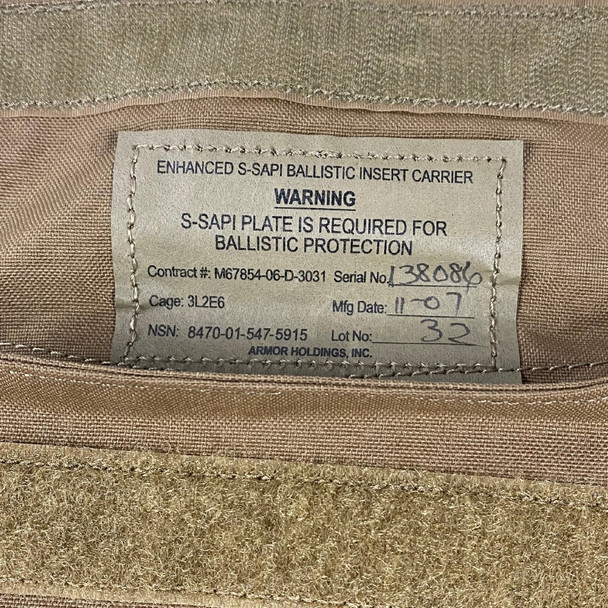 ENHANCED S-SAPI BALLISTIC INSERT CARRIER
WARNING
S-SAPI PLATE IS REQUIRED FOR
BALLISTIC PROTECTION
Contract #: M67854-06-D-3031 Serial No. 138086
Cage: 3L2E6 Mfg Date: 11-07
NSN: 8470-01-547-5915 Lot No: 32
ARMOR HOLDINGS, INC.